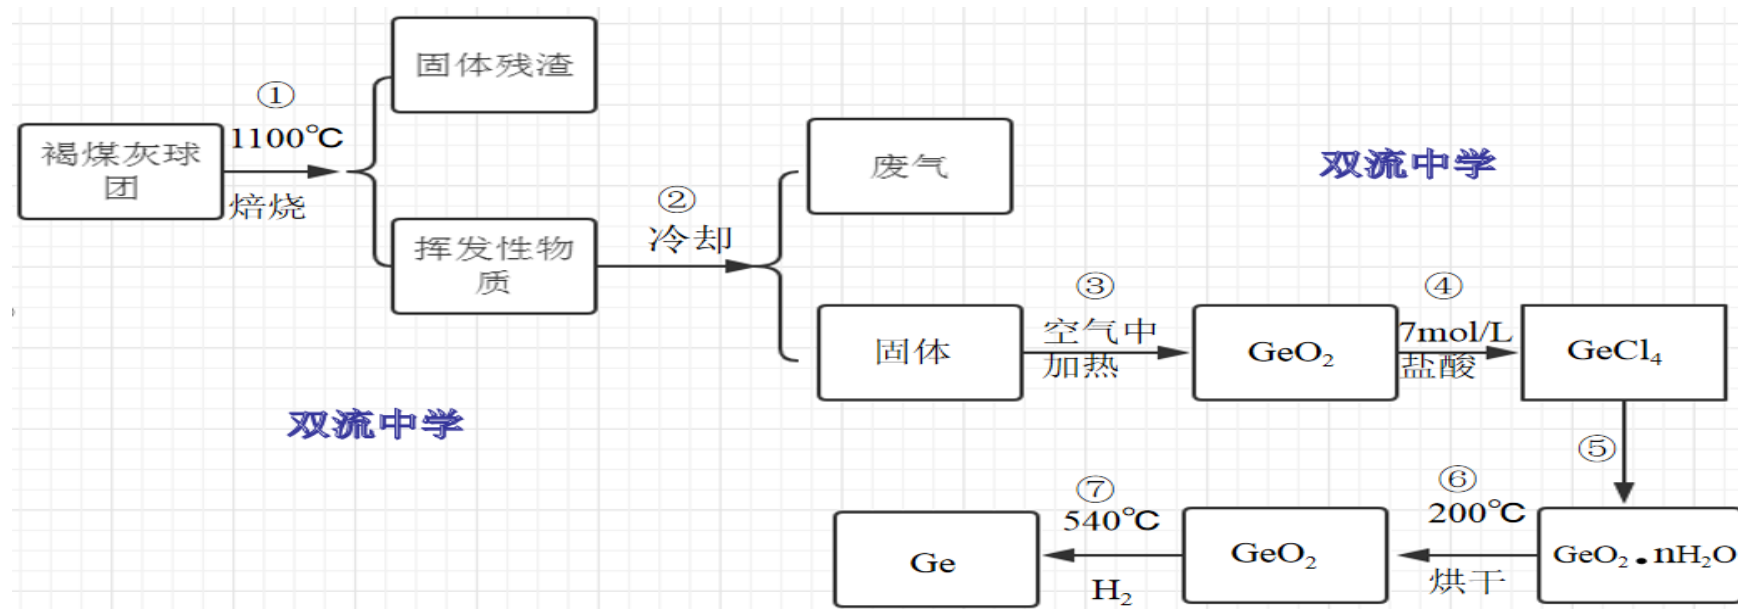 固体残渣
①
1100℃
褐煤灰球
团
焙烧
废气
双流中学
②
冷却
挥发性物
质
③
④
空气中
7mol/L
固体
GeO₂
GeCl₄
加热
盐酸
双流中学
⑤
⑦
⑥
540℃
200℃
Ge
GeO₂
GeO₂•nH₂O
H₂
烘干